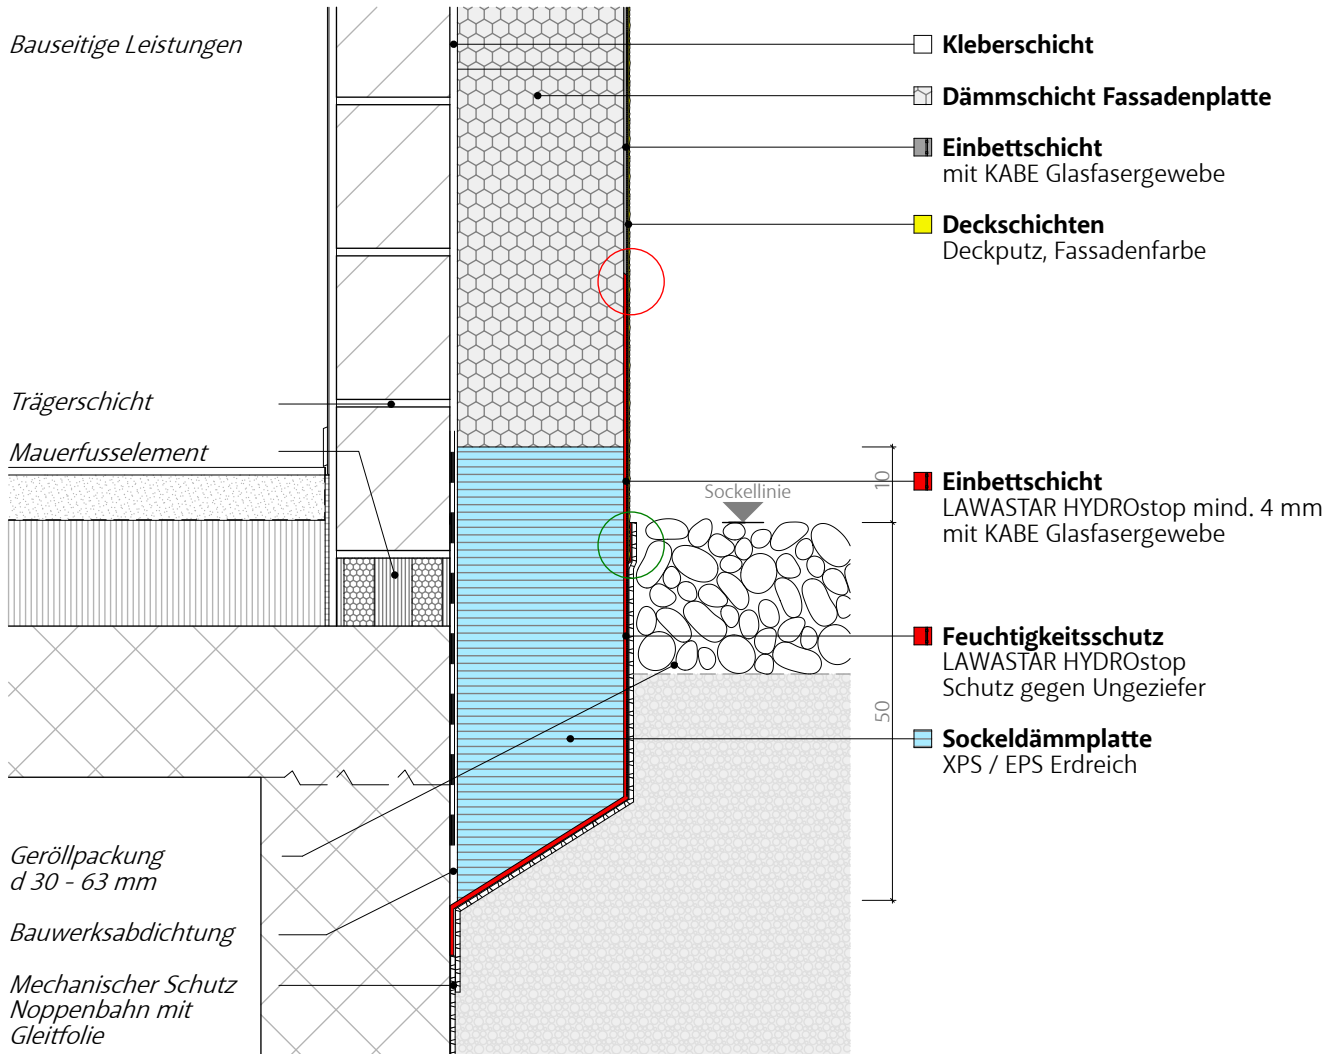 Bauseitige Leistungen
Kleberschicht
Dämmschicht Fassadenplatte
Einbettschicht
mit KABE Glasfasergewebe
Deckschichten
Deckputz, Fassadenfarbe
Trägerschicht
Mauerfusselement
Sockellinie
10
Einbettschicht
LAWASTAR HYDROstop mind. 4 mm
mit KABE Glasfasergewebe
Feuchtigkeitsschutz
LAWASTAR HYDROstop
Schutz gegen Ungeziefer
50
Sockeldämmplatte
XPS / EPS Erdreich
Geröllpackung
d 30 - 63 mm
Bauwerksabdichtung
Mechanischer Schutz
Noppenbahn mit
Gleitfolie